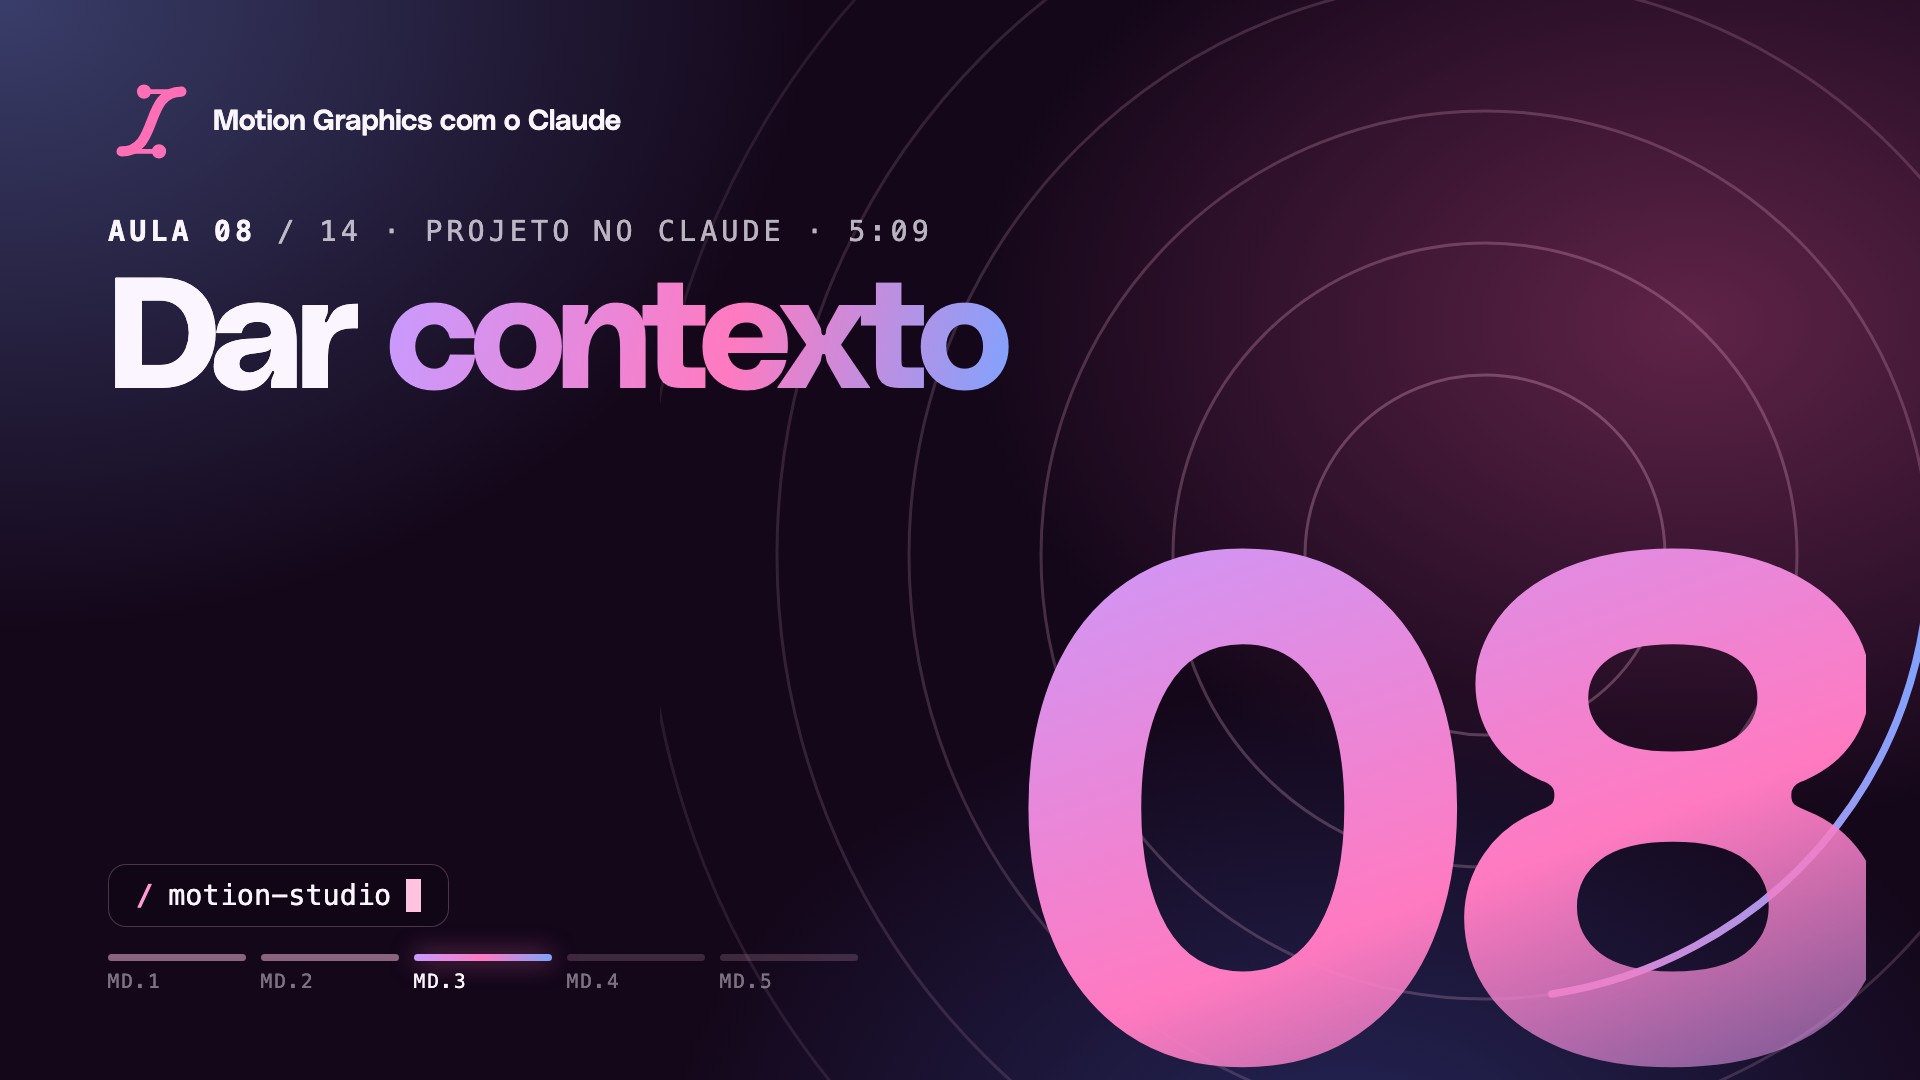 Motion Graphics com o Claude
AULA 08 / 14 · PROJETO NO CLAUDE · 5:09
Dar contexto
08
/ motion-studio
MD.1 MD.2 MD.3 MD.4 MD.5